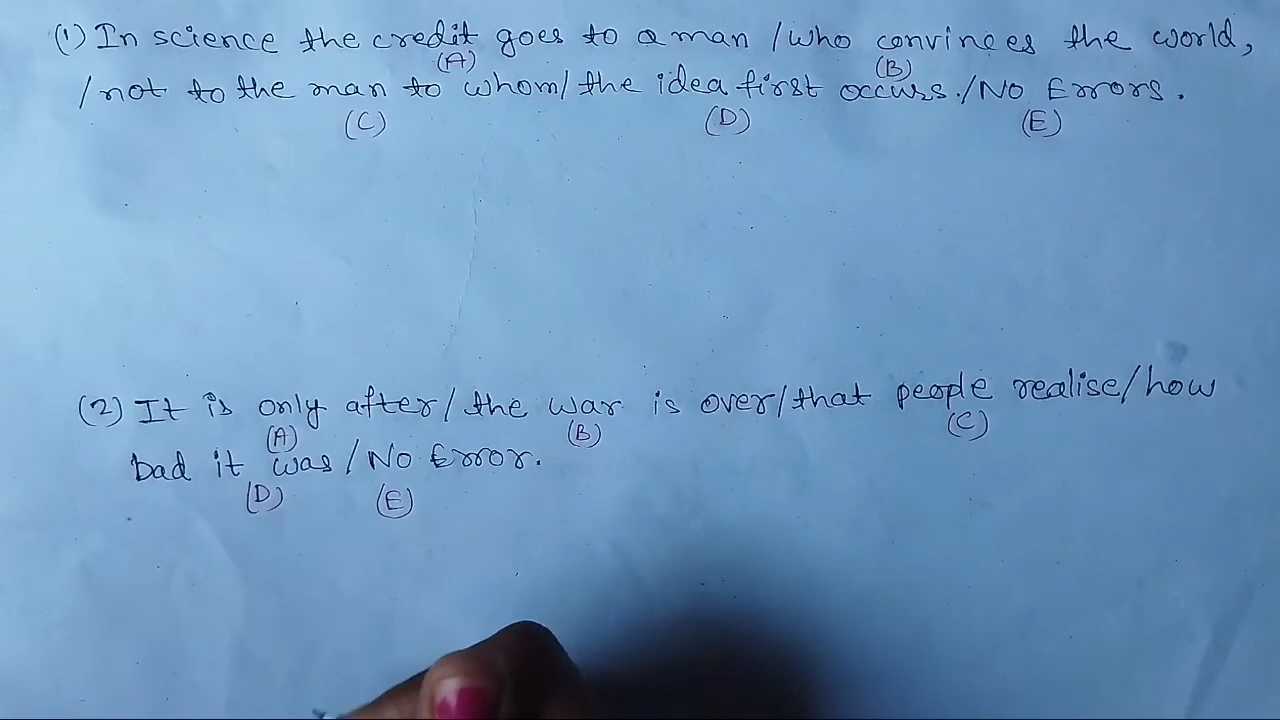 (1) In science the credit goes to a man / who convinces the world,
(A) (B)
/ not to the man to whom / the idea first occurs. / No Errors.
(C) (D) (E)
(2) It is only after / the war is over / that people realise / how
(A) (B) (C)
bad it was / No Error.
(D) (E)